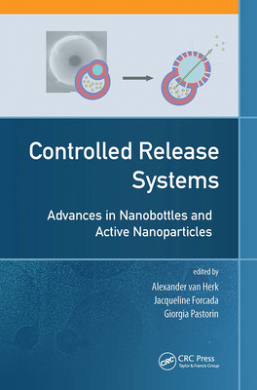 Controlled Release
Systems
Advances in Nanobottles and
Active Nanoparticles
edited by
Alexander van Herk
Jacqueline Forcada
Giorgia Pastorin
CRC Press
Taylor & Francis Group